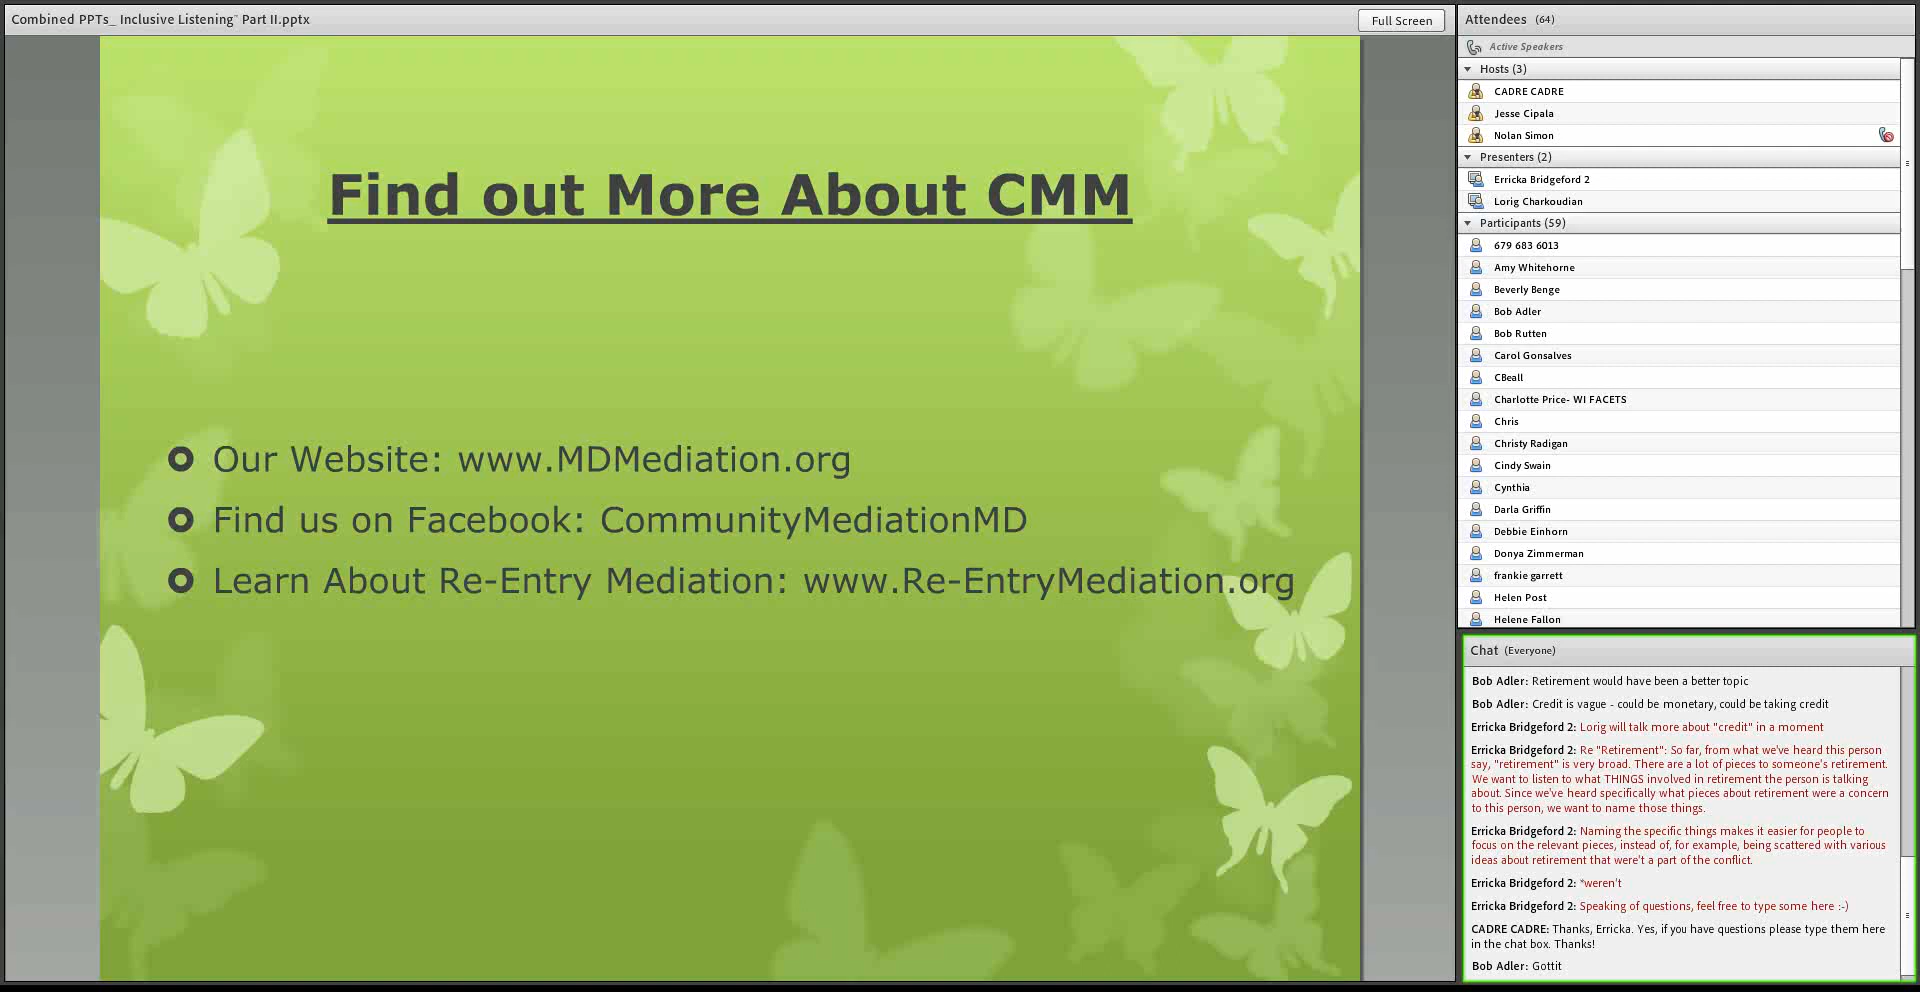 Combined PPTs_ Inclusive Listening¨ Part II.pptx
Full Screen
Find out More About CMM
Our Website: www.MDMediation.org
Find us on Facebook: CommunityMediationMD
Learn About Re-Entry Mediation: www.Re-EntryMediation.org
Attendees (64)
Active Speakers
Hosts (3)
CADRE CADRE
Jesse Cipala
Nolan Simon
Presenters (2)
Erricka Bridgeford 2
Lorig Charkoudian
Participants (59)
679 683 6013
Amy Whitehorne
Beverly Benge
Bob Adler
Bob Rutten
Carol Gonsalves
CBeall
Charlotte Price- WI FACETS
Chris
Christy Radigan
Cindy Swain
Cynthia
Darla Griffin
Debbie Einhorn
Donya Zimmerman
frankie garrett
Helen Post
Helene Fallon
Chat (Everyone)
Bob Adler: Retirement would have been a better topic
Bob Adler: Credit is vague - could be monetary, could be taking credit
Erricka Bridgeford 2: Lorig will talk more about "credit" in a moment
Erricka Bridgeford 2: Re "Retirement": So far, from what we've heard this person
say, "retirement" is very broad. There are a lot of pieces to someone's retirement.
We want to listen to what THINGS involved in retirement the person is talking
about. Since we've heard specifically what pieces about retirement were a concern
to this person, we want to name those things.
Erricka Bridgeford 2: Naming the specific things makes it easier for people to
focus on the relevant pieces, instead of, for example, being scattered with various
ideas about retirement that were't a part of the conflict.
Erricka Bridgeford 2: *weren't
Erricka Bridgeford 2: Speaking of questions, feel free to type some here :-)
CADRE CADRE: Thanks, Erricka. Yes, if you have questions please type them here
in the chat box. Thanks!
Bob Adler: Gottit